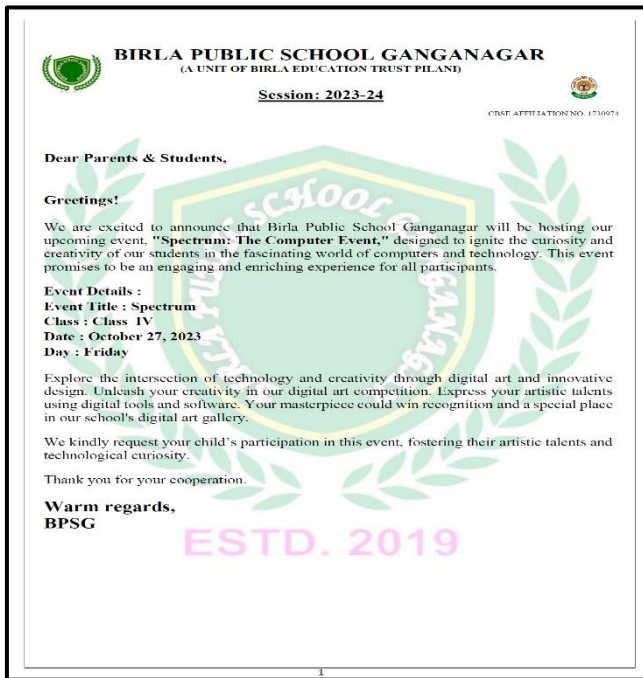 BIRLA PUBLIC SCHOOL GANGANAGAR
(A UNIT OF BIRLA EDUCATION TRUST PILANI)
Session: 2023-24
CBSE AFFILIATION NO. 1730974
Dear Parents & Students,
Greetings!
We are excited to announce that Birla Public School Ganganagar will be hosting our
upcoming event, "Spectrum: The Computer Event," designed to ignite the curiosity and
creativity of our students in the fascinating world of computers and technology. This event
promises to be an engaging and enriching experience for all participants.
Event Details :
Event Title : Spectrum
Class : Class IV
Date : October 27, 2023
Day : Friday
Explore the intersection of technology and creativity through digital art and innovative
design. Unleash your creativity in our digital art competition. Express your artistic talents
using digital tools and software. Your masterpiece could win recognition and a special place
in our school's digital art gallery.
We kindly request your child's participation in this event, fostering their artistic talents and
technological curiosity.
Thank you for your cooperation.
Warm regards,
BPSG
BIRLA PUBLIC SCHOOL GANGANAGAR
ESTD. 2019
1